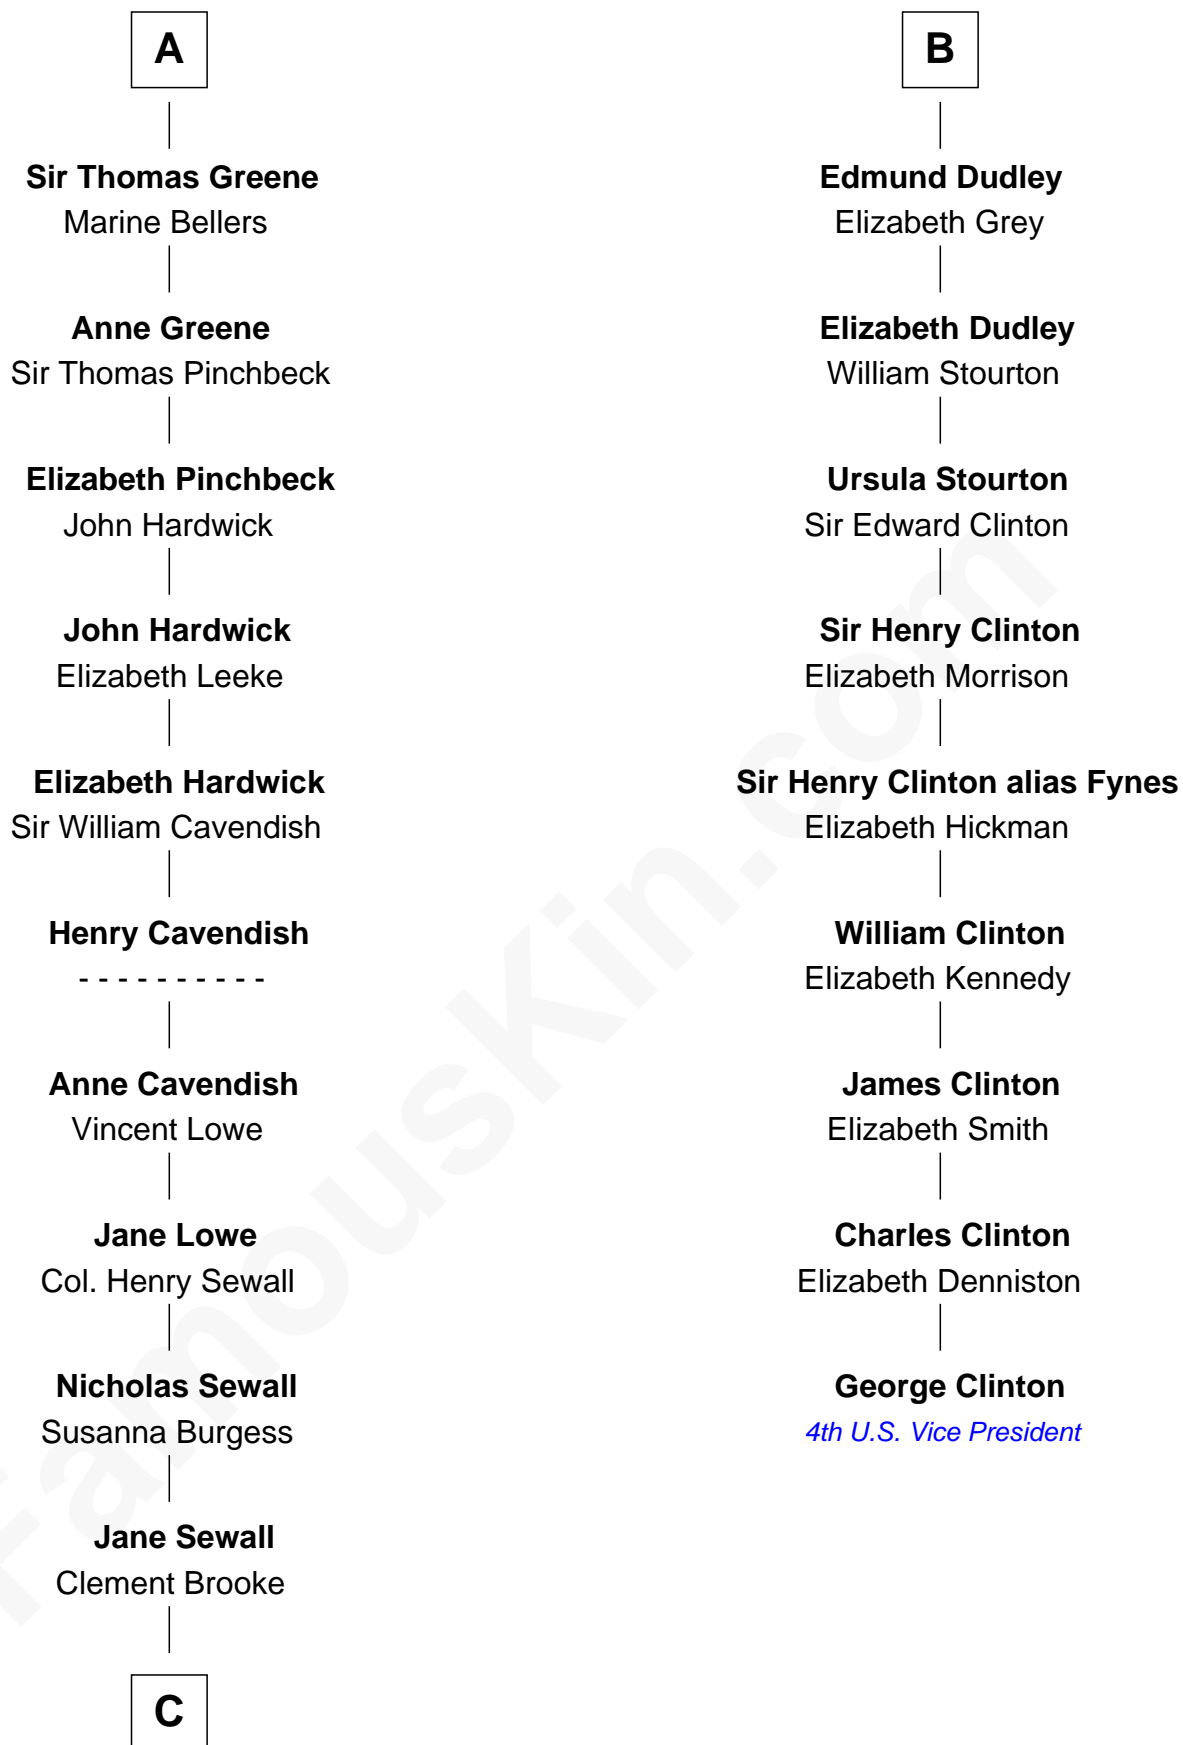 A
Sir Thomas Greene
Marine Bellers
Anne Greene
Sir Thomas Pinchbeck
Elizabeth Pinchbeck
John Hardwick
John Hardwick
Elizabeth Leeke
Elizabeth Hardwick
Sir William Cavendish
Henry Cavendish
- - - - - - - - - -
Anne Cavendish
Vincent Lowe
Jane Lowe
Col. Henry Sewall
Nicholas Sewall
Susanna Burgess
Jane Sewall
Clement Brooke
C
B
Edmund Dudley
Elizabeth Grey
Elizabeth Dudley
William Stourton
Ursula Stourton
Sir Edward Clinton
Sir Henry Clinton
Elizabeth Morrison
Sir Henry Clinton alias Fynes
Elizabeth Hickman
William Clinton
Elizabeth Kennedy
James Clinton
Elizabeth Smith
Charles Clinton
Elizabeth Denniston
George Clinton
4th U.S. Vice President
FamousKin.com